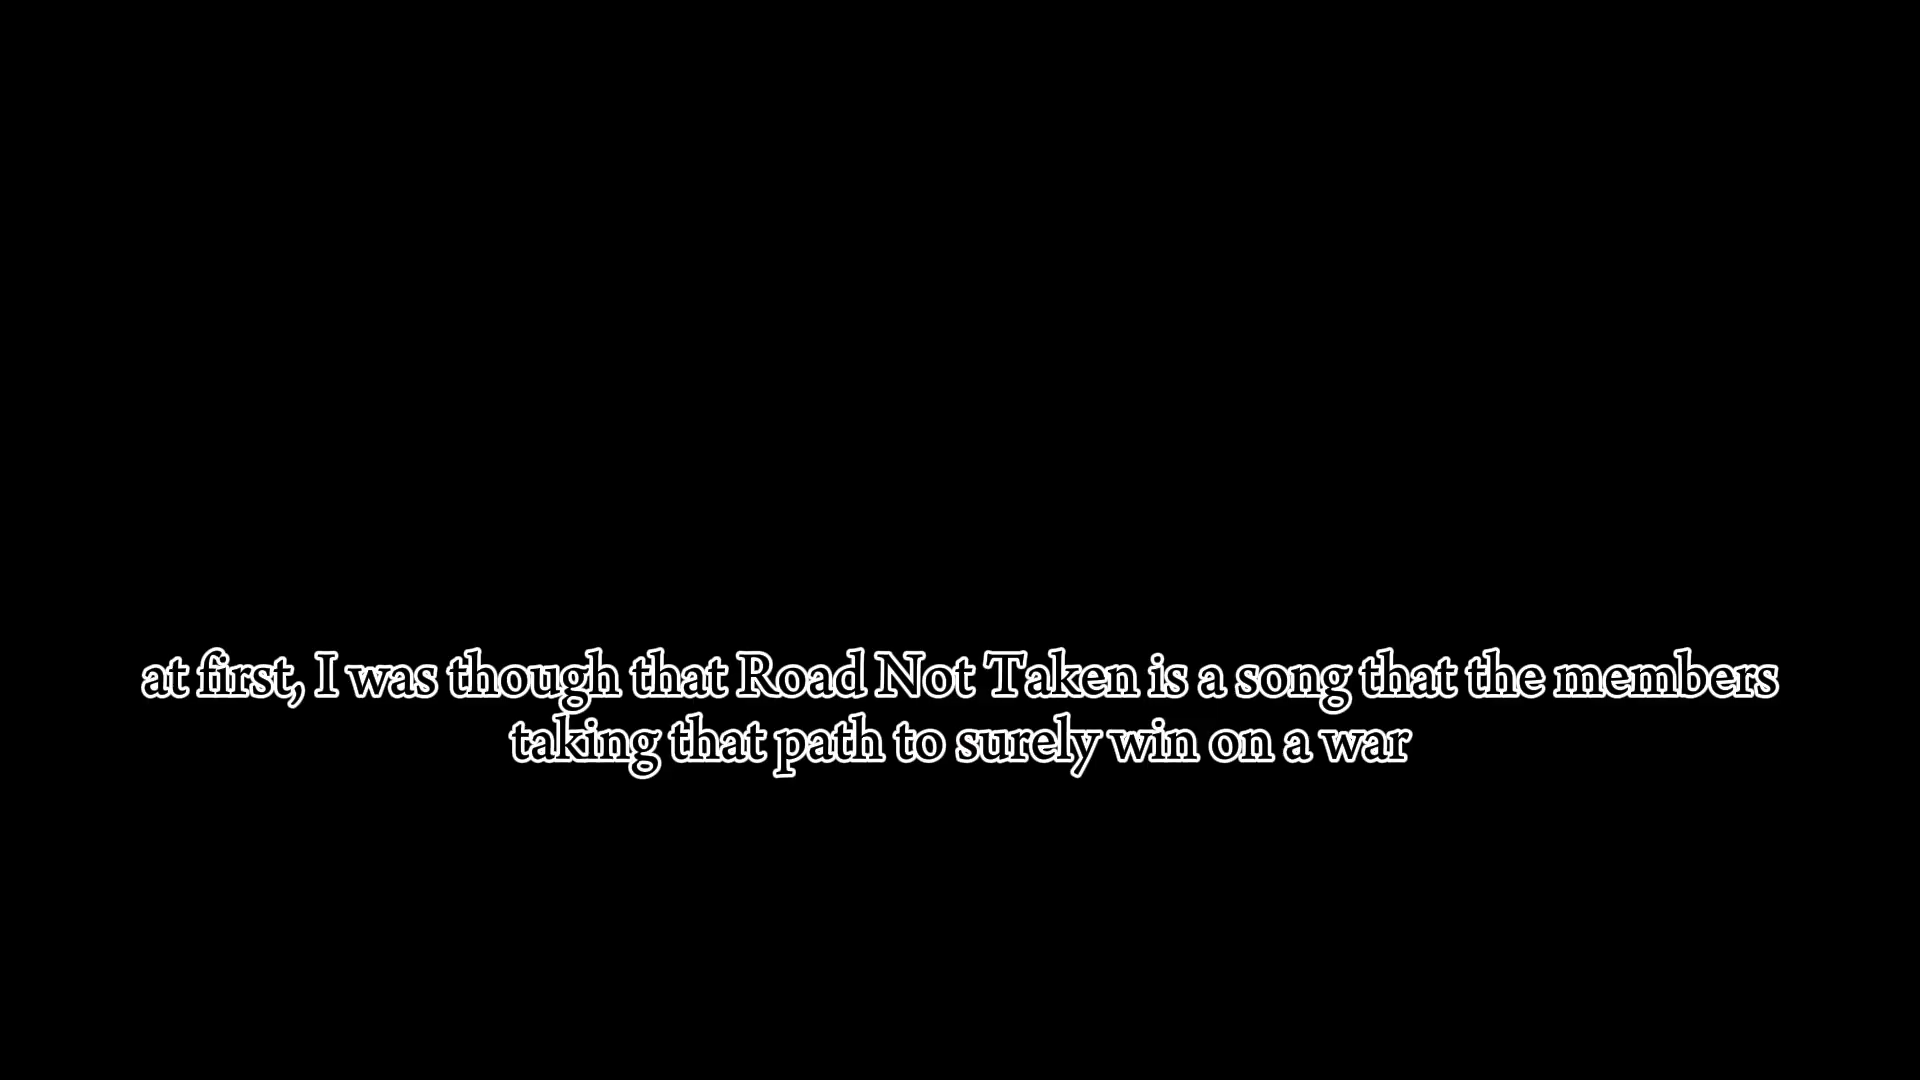 at first, I was though that Road Not Taken is a song that the members
taking that path to surely win on a war